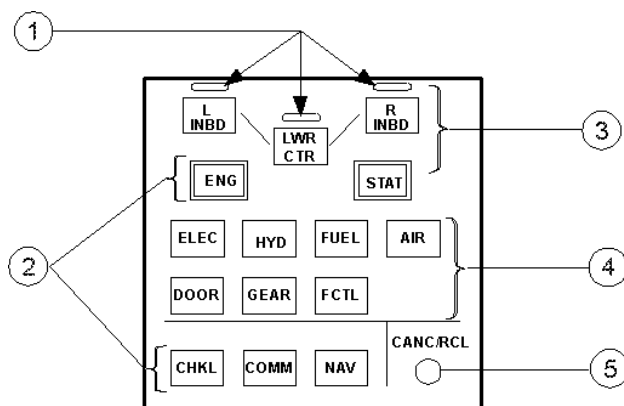 1
L
INBD
R
INBD
LWR
CTR
3
ENG
STAT
2
ELEC HYD FUEL AIR
4
DOOR GEAR FCTL
CANC/RCL
CHKL COMM NAV
5